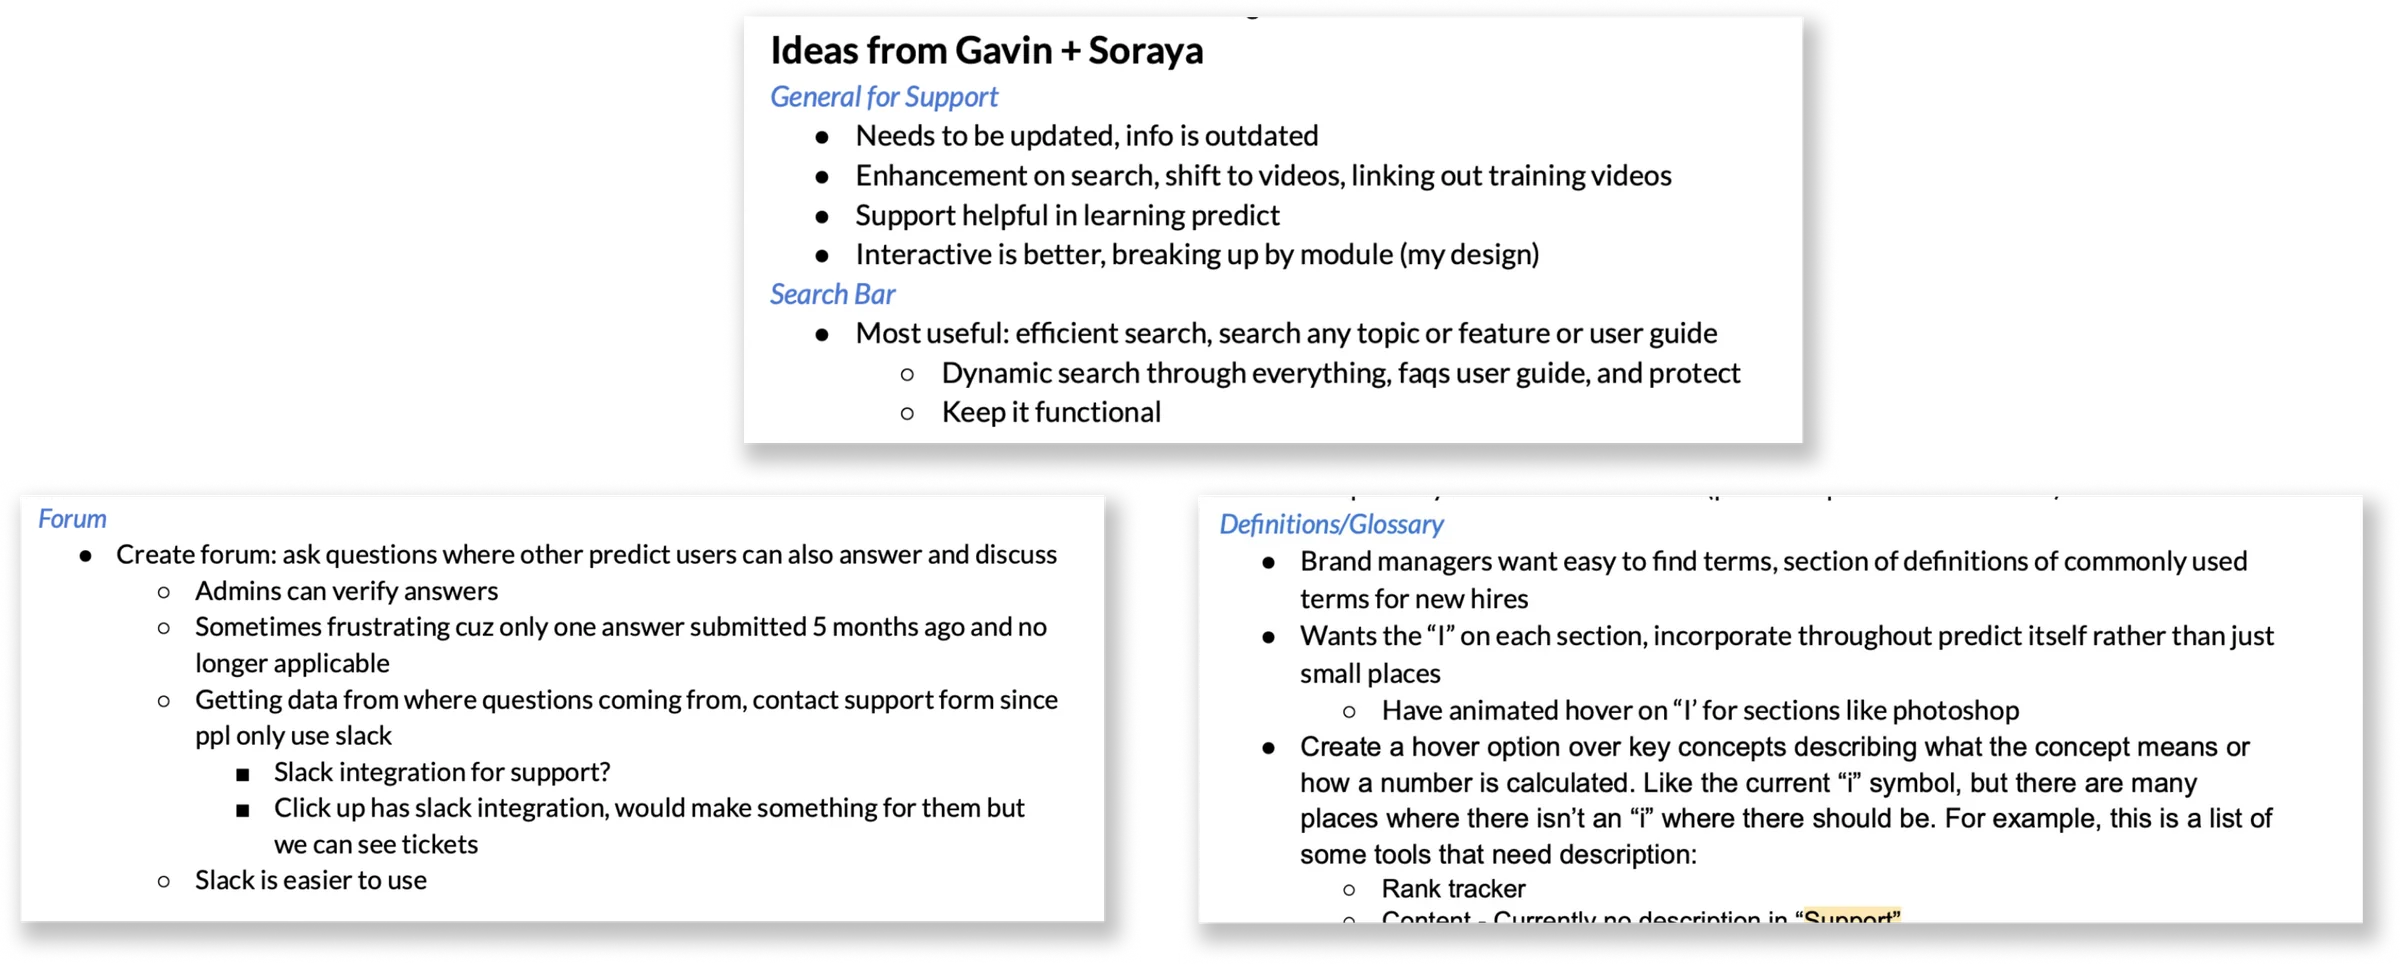 Ideas from Gavin + Soraya
General for Support
● Needs to be updated, info is outdated
● Enhancement on search, shift to videos, linking out training videos
● Support helpful in learning predict
● Interactive is better, breaking up by module (my design)
Search Bar
● Most useful: efficient search, search any topic or feature or user guide
○ Dynamic search through everything, faqs user guide, and protect
○ Keep it functional
Forum
● Create forum: ask questions where other predict users can also answer and discuss
○ Admins can verify answers
○ Sometimes frustrating cuz only one answer submitted 5 months ago and no
longer applicable
○ Getting data from where questions coming from, contact support form since
ppl only use slack
■ Slack integration for support?
■ Click up has slack integration, would make something for them but
we can see tickets
○ Slack is easier to use
Definitions/Glossary
● Brand managers want easy to find terms, section of definitions of commonly used
terms for new hires
● Wants the “I” on each section, incorporate throughout predict itself rather than just
small places
○ Have animated hover on “I’ for sections like photoshop
● Create a hover option over key concepts describing what the concept means or
how a number is calculated. Like the current “i” symbol, but there are many
places where there isn’t an “i” where there should be. For example, this is a list of
some tools that need description:
○ Rank tracker
○ Content - Currently no description in “Support”